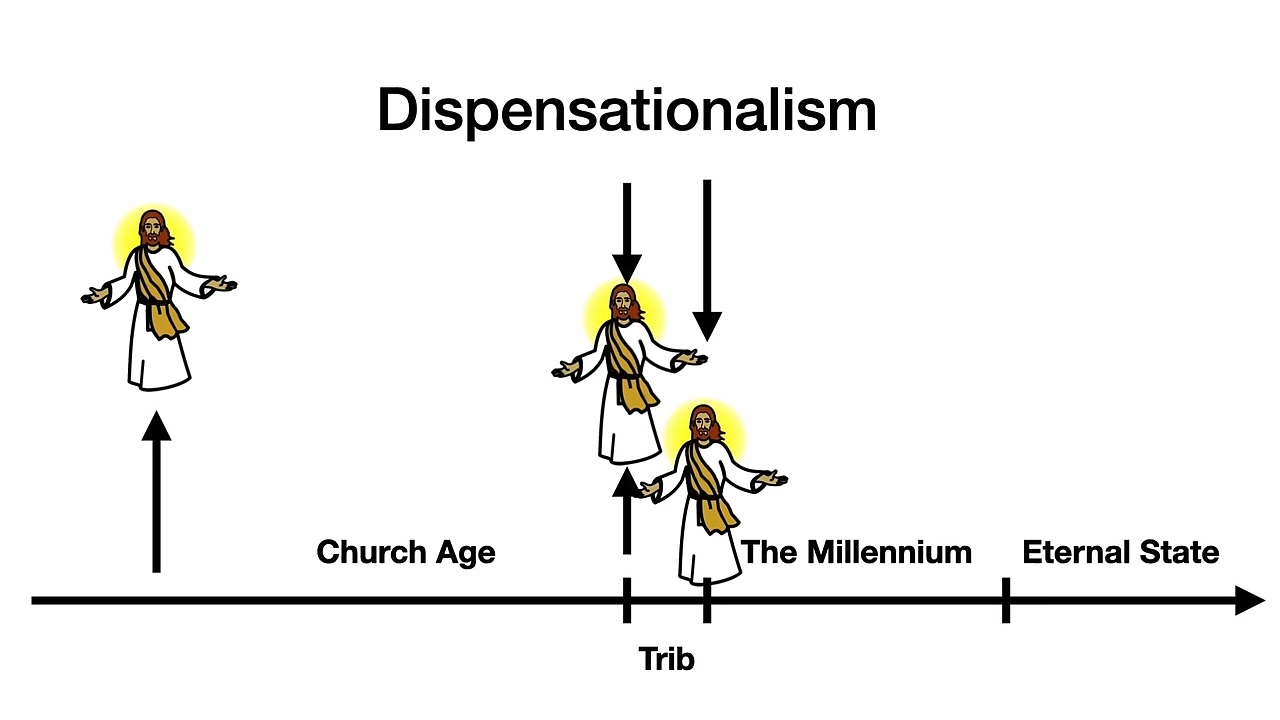 Dispensationalism
Church Age
The Millennium
Eternal State
Trib